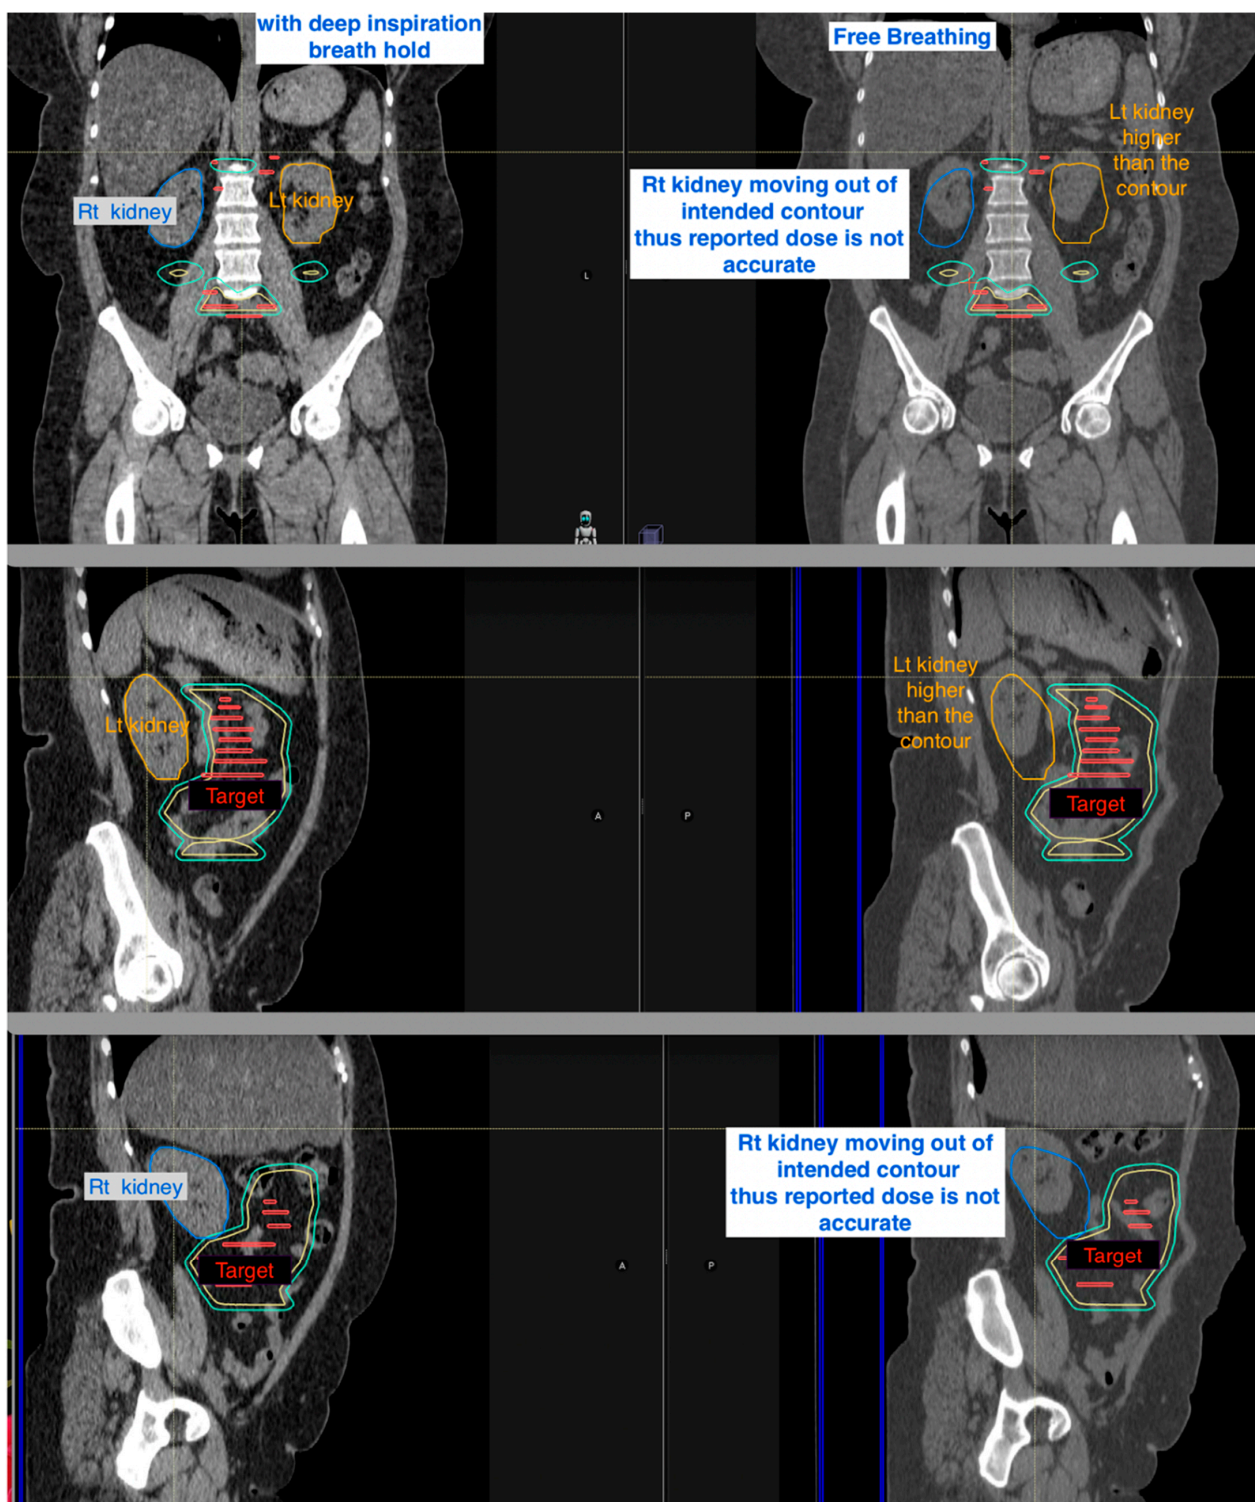 with deep inspiration
breath hold
Free Breathing
Lt kidney
higher
than the
contour
Rt kidney
Lt kidney
Rt kidney moving out of
intended contour
thus reported dose is not
accurate
L
Lt kidney
Target
A
P
Lt kidney
higher
than the
contour
Target
Rt kidney
Target
A
P
Rt kidney moving out of
intended contour
thus reported dose is not
accurate
Target